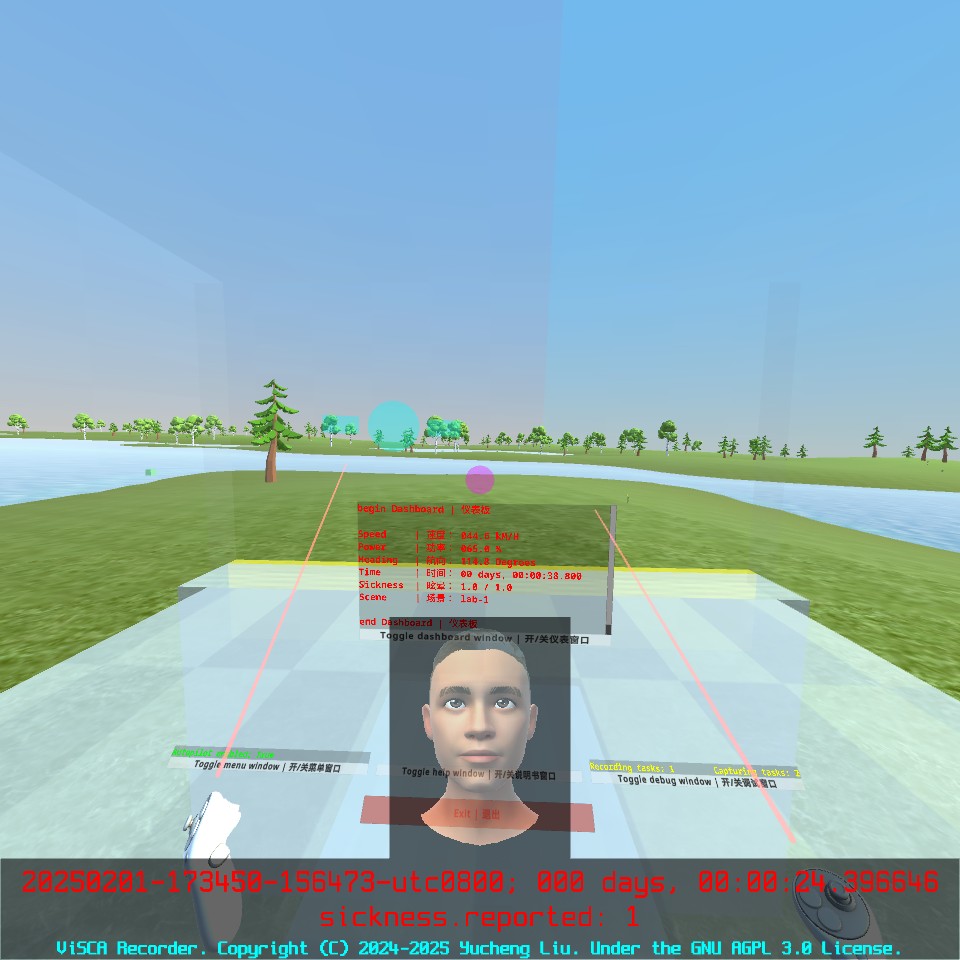 Begin Dashboard | 仪表板
Speed | 速度： 044.6 KM/H
Power | 功率： 065.0 %
Heading | 航向： 114.8 Degrees
Time | 时间： 00 days, 00:00:38.800
Sickness | 眩晕： 1.0 / 1.0
Scene | 场景： lab-1
end Dashboard | 仪表板
Toggle dashboard window | 开/关仪表窗口
Toggle menu window | 开/关菜单窗口
Toggle help window | 开/关说明书窗口
Recording tasks: 1 Capturing tasks: 2
Toggle debug window | 开/关调试窗口
Exit | 退出
20250201-173450-156473-utc0800; 000 days, 00:00:24.396646
sickness.reported: 1
ViSCA Recorder. Copyright (C) 2024-2025 Yucheng Liu. Under the GNU AGPL 3.0 License.